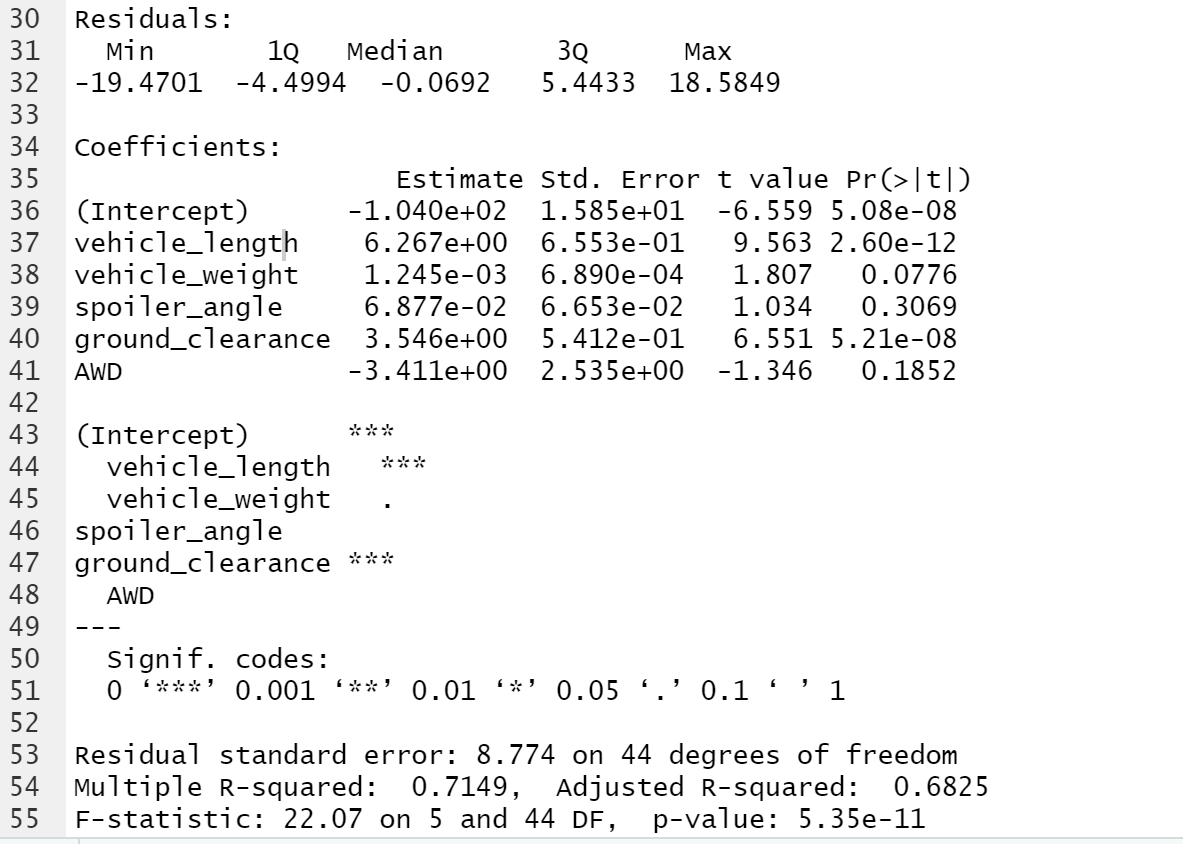 30 Residuals:
31   Min       1Q   Median       3Q      Max
32 -19.4701  -4.4994  -0.0692   5.4433  18.5849
33
34 Coefficients:
35                     Estimate Std. Error t value Pr(>|t|)
36 (Intercept)      -1.040e+02  1.585e+01  -6.559 5.08e-08
37 vehicle_length    6.267e+00  6.553e-01   9.563 2.60e-12
38 vehicle_weight    1.245e-03  6.890e-04   1.807   0.0776
39 spoiler_angle     6.877e-02  6.653e-02   1.034   0.3069
40 ground_clearance  3.546e+00  5.412e-01   6.551 5.21e-08
41 AWD              -3.411e+00  2.535e+00  -1.346   0.1852
42
43 (Intercept)      ***
44   vehicle_length   ***
45   vehicle_weight   .
46 spoiler_angle
47 ground_clearance ***
48   AWD
49 ---
50   Signif. codes:
51   0 ‘***’ 0.001 ‘**’ 0.01 ‘*’ 0.05 ‘.’ 0.1 ‘ ’ 1
52
53 Residual standard error: 8.774 on 44 degrees of freedom
54 Multiple R-squared:  0.7149,  Adjusted R-squared:  0.6825
55 F-statistic: 22.07 on 5 and 44 DF,  p-value: 5.35e-11